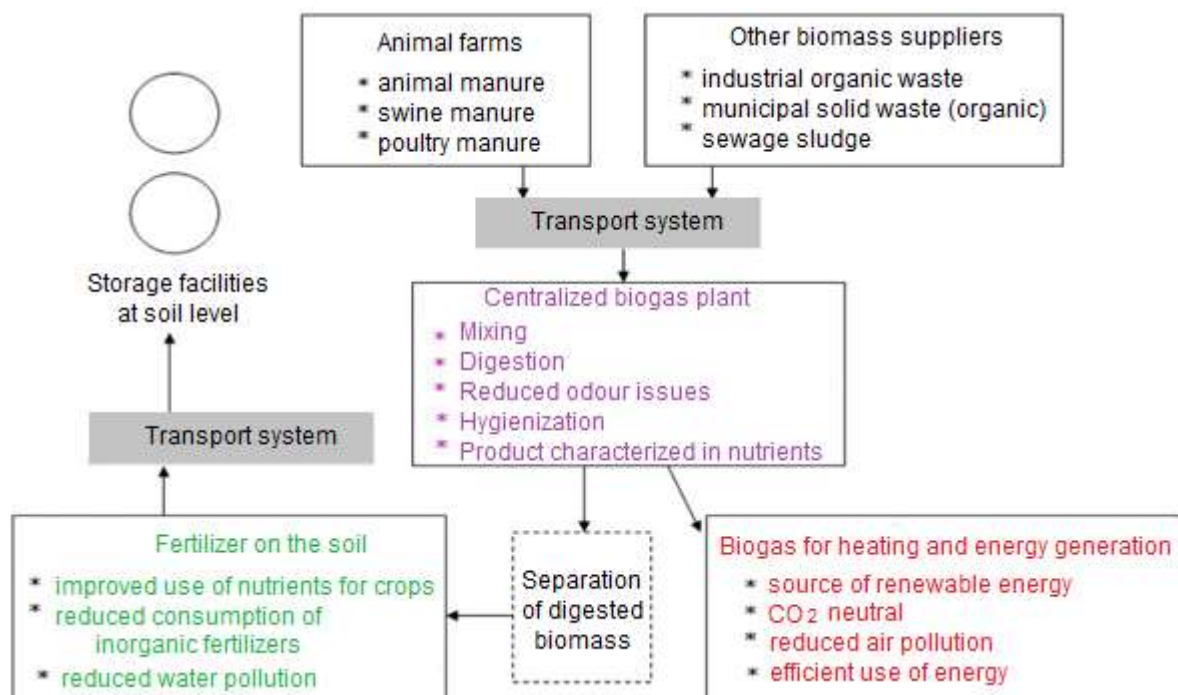 Animal farms
* animal manure
* swine manure
* poultry manure
Other biomass suppliers
* industrial organic waste
* municipal solid waste (organic)
* sewage sludge
Transport system
Centralized biogas plant
* Mixing
* Digestion
* Reduced odour issues
* Hygienization
* Product characterized in nutrients
Storage facilities
at soil level
Transport system
Fertilizer on the soil
* improved use of nutrients for crops
* reduced consumption of
inorganic fertilizers
* reduced water pollution
Separation
of digested
biomass
Biogas for heating and energy generation
* source of renewable energy
* CO2 neutral
* reduced air pollution
* efficient use of energy